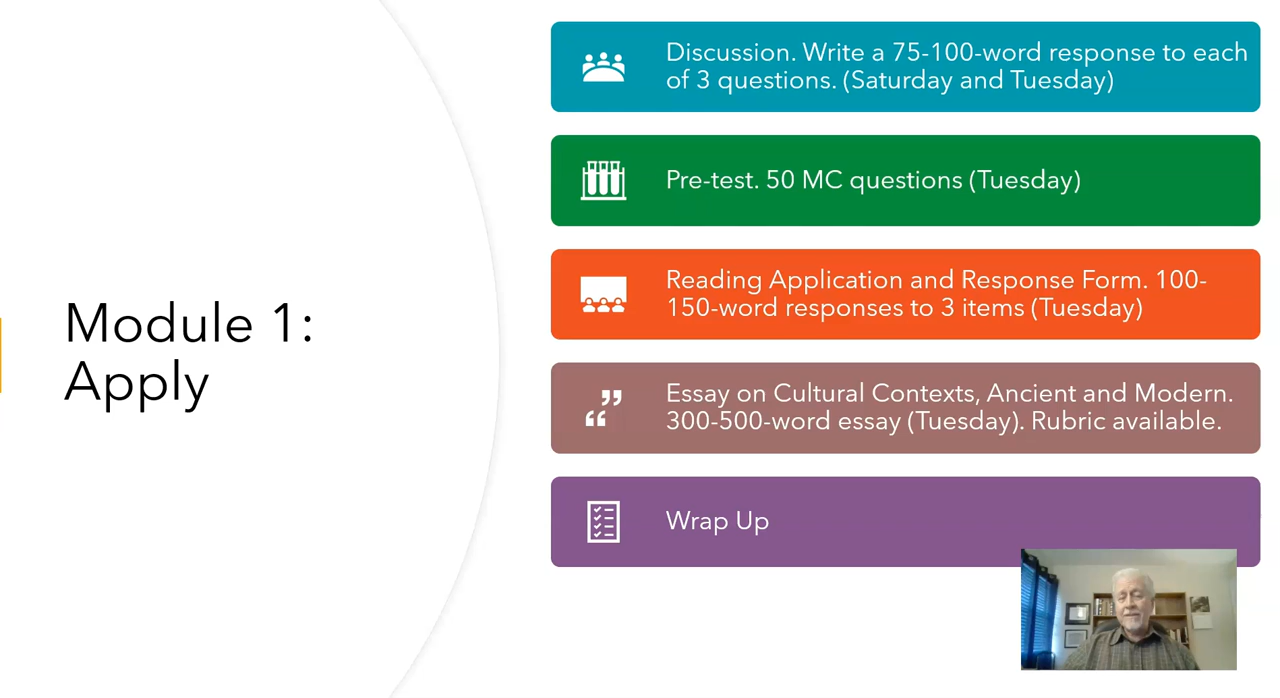 Module 1:
Apply
Discussion. Write a 75-100-word response to each
of 3 questions. (Saturday and Tuesday)
Pre-test. 50 MC questions (Tuesday)
Reading Application and Response Form. 100-
150-word responses to 3 items (Tuesday)
Essay on Cultural Contexts, Ancient and Modern.
300-500-word essay (Tuesday). Rubric available.
Wrap Up